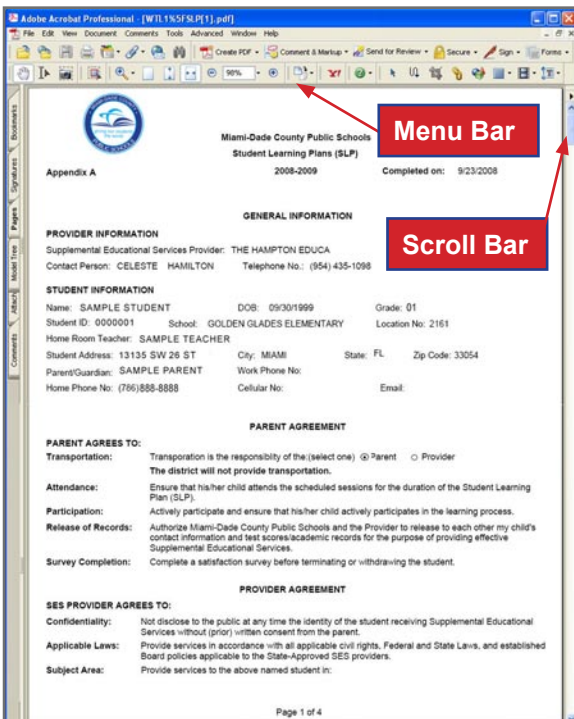 Adobe Acrobat Professional - [WTL1%5FSLP[1].pdf]
File Edit View Document Comments Tools Advanced Window Help
Create PDF Comment & Markup Send for Review Secure Sign Forms
98%
Menu Bar
Scroll Bar
Bookmarks
Signatures
Pages
Model Tree
Attach
Comments
Miami-Dade County Public Schools
Student Learning Plans (SLP)
Appendix A 2008-2009 Completed on: 9/23/2008
GENERAL INFORMATION
PROVIDER INFORMATION
Supplemental Educational Services Provider: THE HAMPTON EDUCA
Contact Person: CELESTE HAMILTON Telephone No.: (954) 435-1098
STUDENT INFORMATION
Name: SAMPLE STUDENT DOB: 09/30/1999 Grade: 01
Student ID: 0000001 School: GOLDEN GLADES ELEMENTARY Location No: 2161
Home Room Teacher: SAMPLE TEACHER
Student Address: 13135 SW 26 ST City: MIAMI State: FL Zip Code: 33054
Parent/Guardian: SAMPLE PARENT Work Phone No:
Home Phone No: (786)888-8888 Cellular No: Email:
PARENT AGREEMENT
PARENT AGREES TO:
Transportation: Transporation is the responsiblity of the:(select one) Parent Provider
The district will not provide transportation.
Attendance: Ensure that his/her child attends the scheduled sessions for the duration of the Student Learning
Plan (SLP).
Participation: Actively participate and ensure that his/her child actively participates in the learning process.
Release of Records: Authorize Miami-Dade County Public Schools and the Provider to release to each other my child's
contact information and test scores/academic records for the purpose of providing effective
Supplemental Educational Services.
Survey Completion: Complete a satisfaction survey before terminating or withdrawing the student.
PROVIDER AGREEMENT
SES PROVIDER AGREES TO:
Confidentiality: Not disclose to the public at any time the identity of the student receiving Supplemental Educational
Services without (prior) written consent from the parent.
Applicable Laws: Provide services in accordance with all applicable civil rights, Federal and State Laws, and established
Board policies applicable to the State-Approved SES providers.
Subject Area: Provide services to the above named student in:
Page 1 of 4